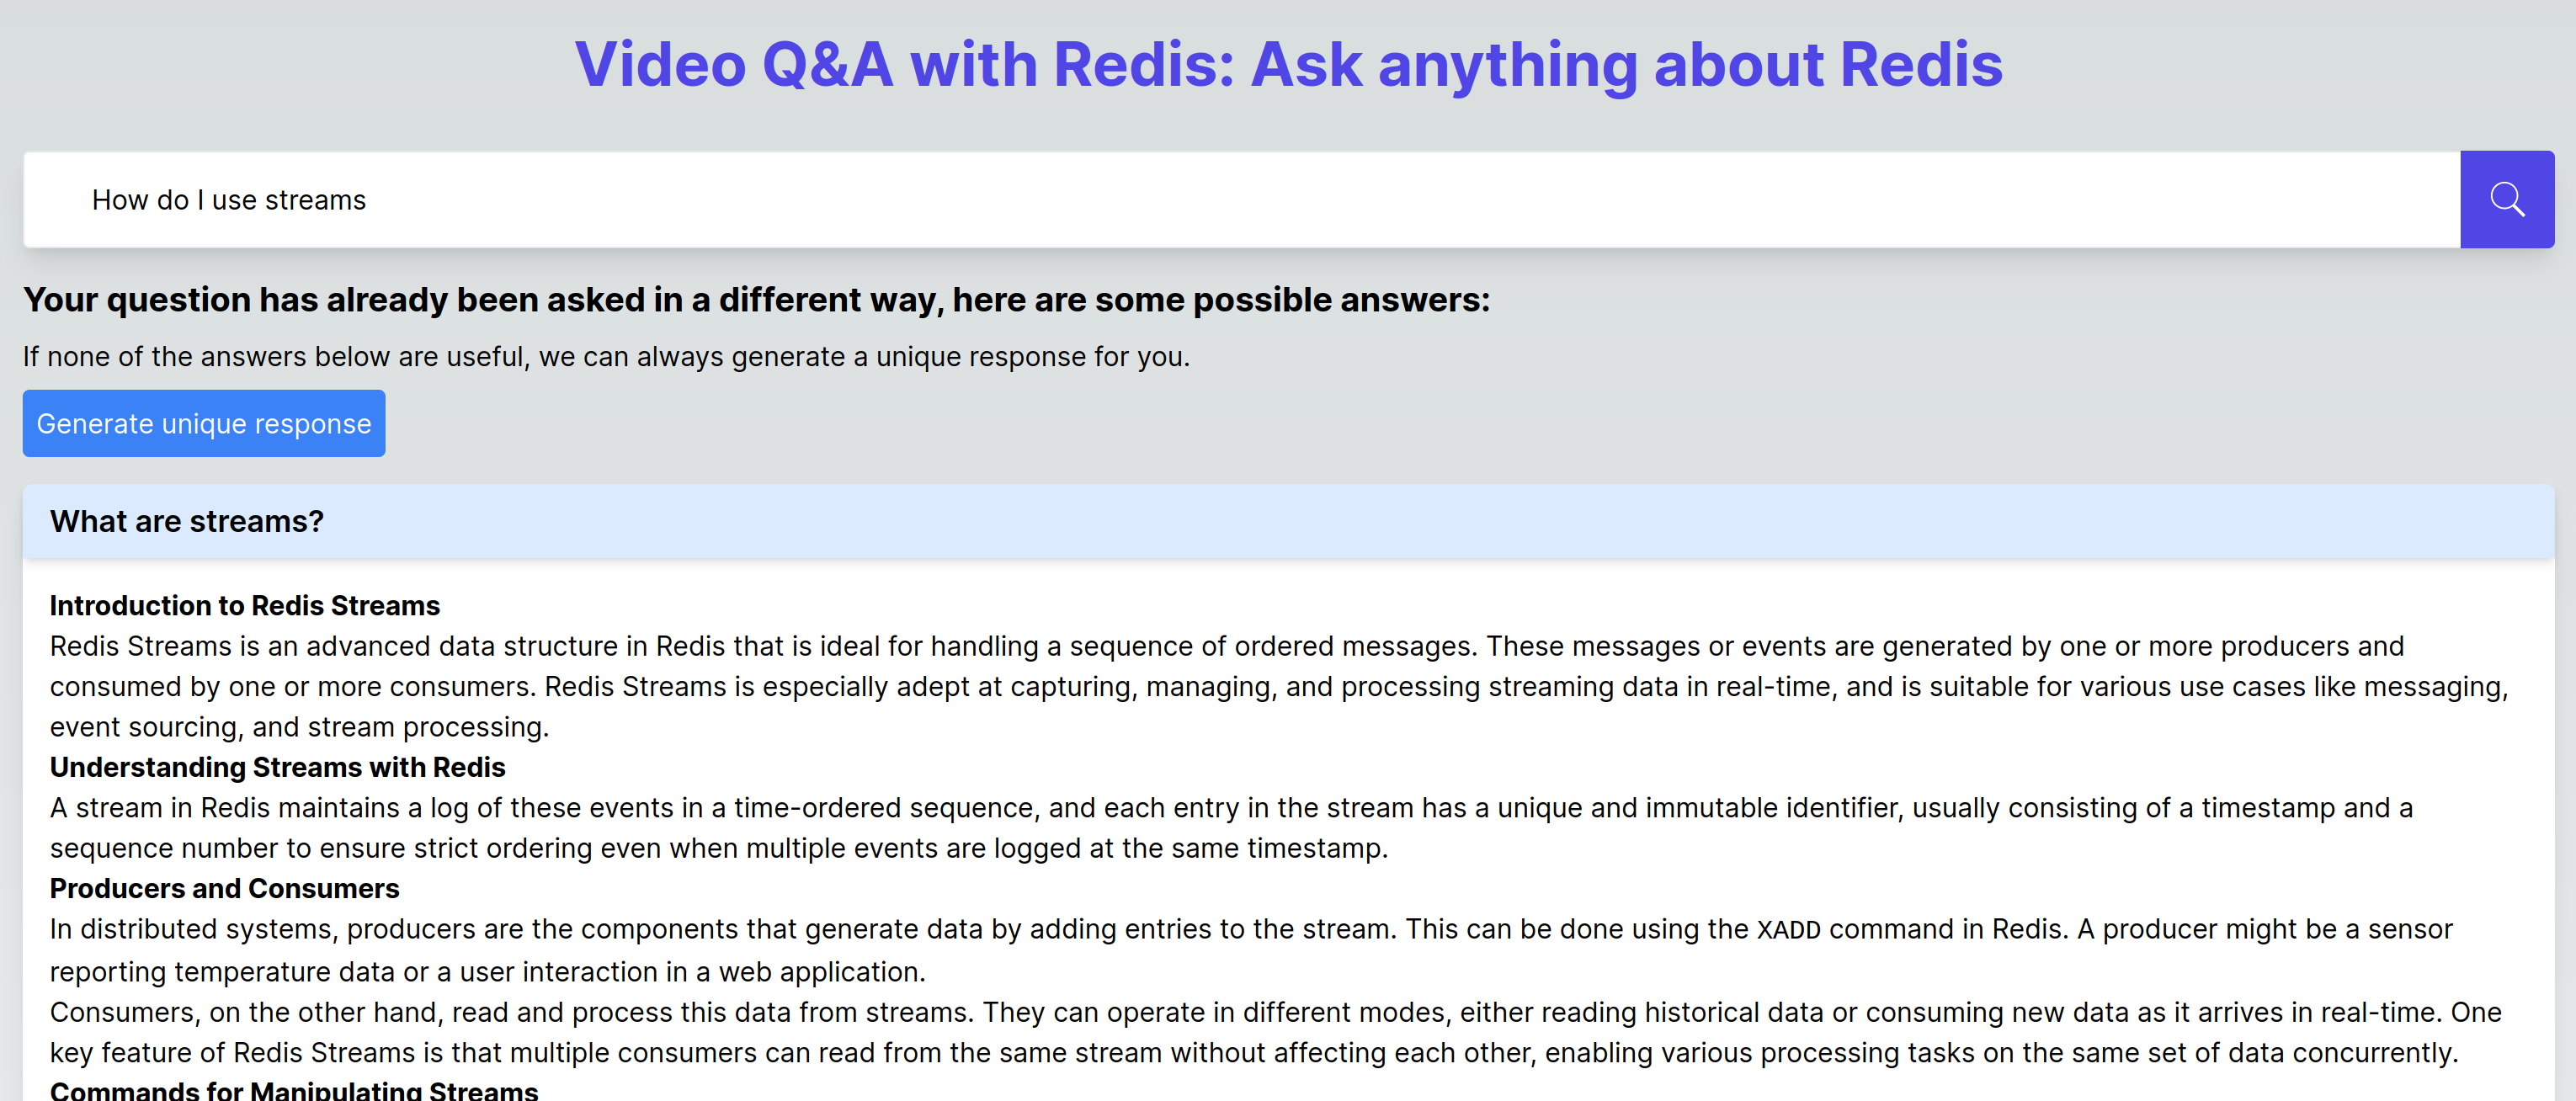 Video Q&A with Redis: Ask anything about Redis
How do I use streams
Your question has already been asked in a different way, here are some possible answers:
If none of the answers below are useful, we can always generate a unique response for you.
Generate unique response
What are streams?
Introduction to Redis Streams
Redis Streams is an advanced data structure in Redis that is ideal for handling a sequence of ordered messages. These messages or events are generated by one or more producers and
consumed by one or more consumers. Redis Streams is especially adept at capturing, managing, and processing streaming data in real-time, and is suitable for various use cases like messaging,
event sourcing, and stream processing.
Understanding Streams with Redis
A stream in Redis maintains a log of these events in a time-ordered sequence, and each entry in the stream has a unique and immutable identifier, usually consisting of a timestamp and a
sequence number to ensure strict ordering even when multiple events are logged at the same timestamp.
Producers and Consumers
In distributed systems, producers are the components that generate data by adding entries to the stream. This can be done using the XADD command in Redis. A producer might be a sensor
reporting temperature data or a user interaction in a web application.
Consumers, on the other hand, read and process this data from streams. They can operate in different modes, either reading historical data or consuming new data as it arrives in real-time. One
key feature of Redis Streams is that multiple consumers can read from the same stream without affecting each other, enabling various processing tasks on the same set of data concurrently.
Commands for Manipulating Streams